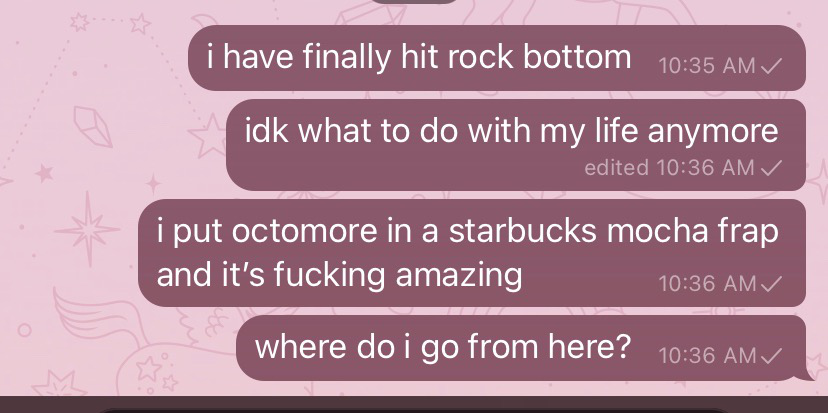 i have finally hit rock bottom 10:35 AM
idk what to do with my life anymore
edited 10:36 AM
i put octomore in a starbucks mocha frap
and it’s fucking amazing 10:36 AM
where do i go from here? 10:36 AM